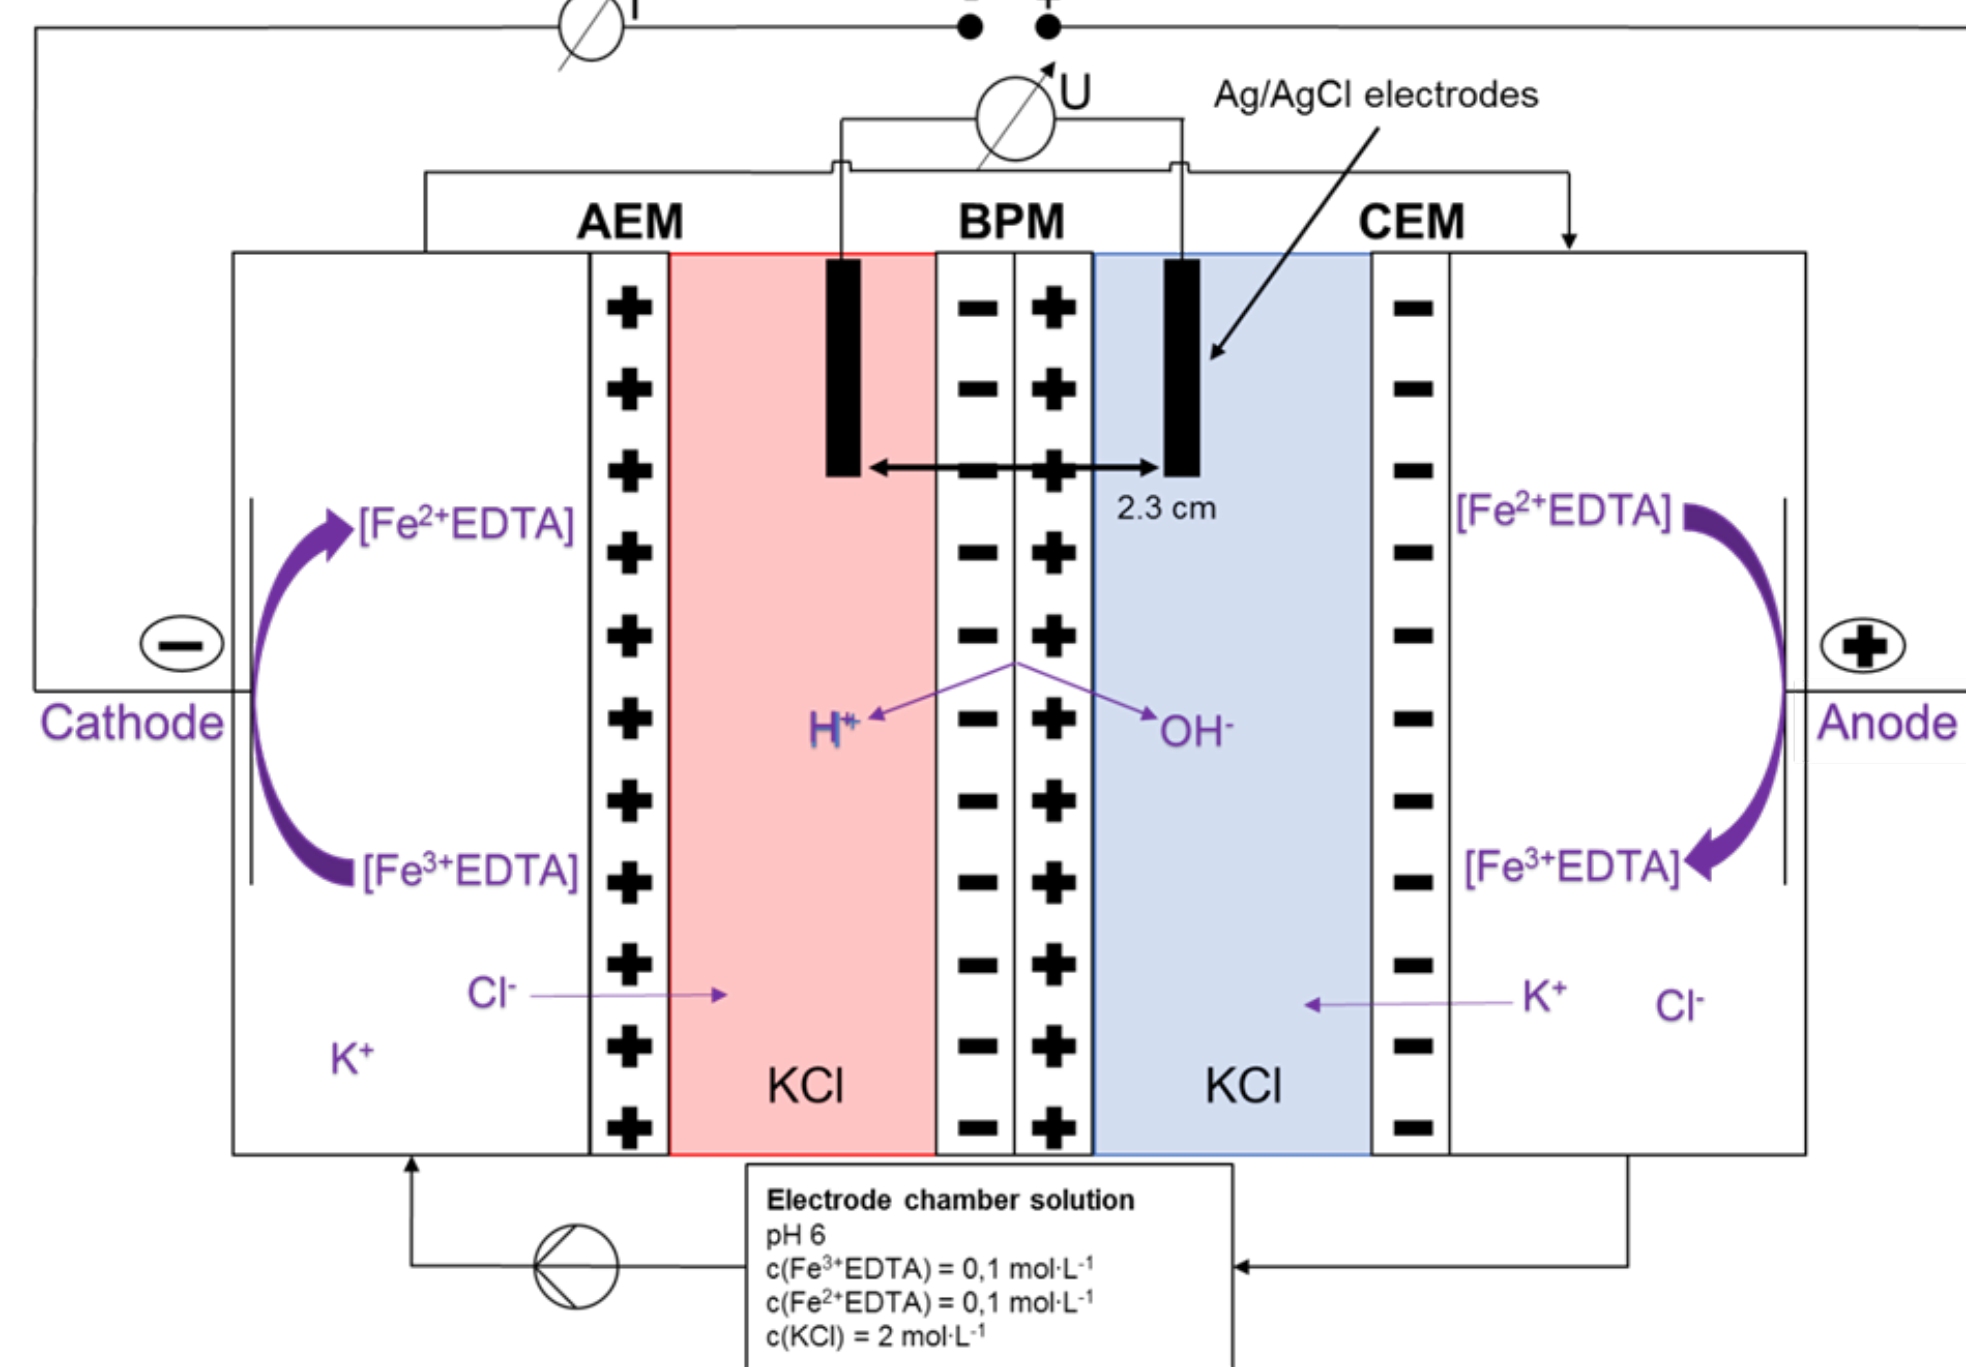 U
Ag/AgCl electrodes
AEM
BPM
CEM
2.3 cm
[Fe²⁺EDTA]
[Fe²⁺EDTA]
Cathode
H⁺
OH⁻
Anode
[Fe³⁺EDTA]
[Fe³⁺EDTA]
Cl⁻
K⁺
Cl⁻
K⁺
KCl
KCl
Electrode chamber solution
pH 6
c(Fe³⁺EDTA) = 0,1 mol·L⁻¹
c(Fe²⁺EDTA) = 0,1 mol·L⁻¹
c(KCl) = 2 mol·L⁻¹